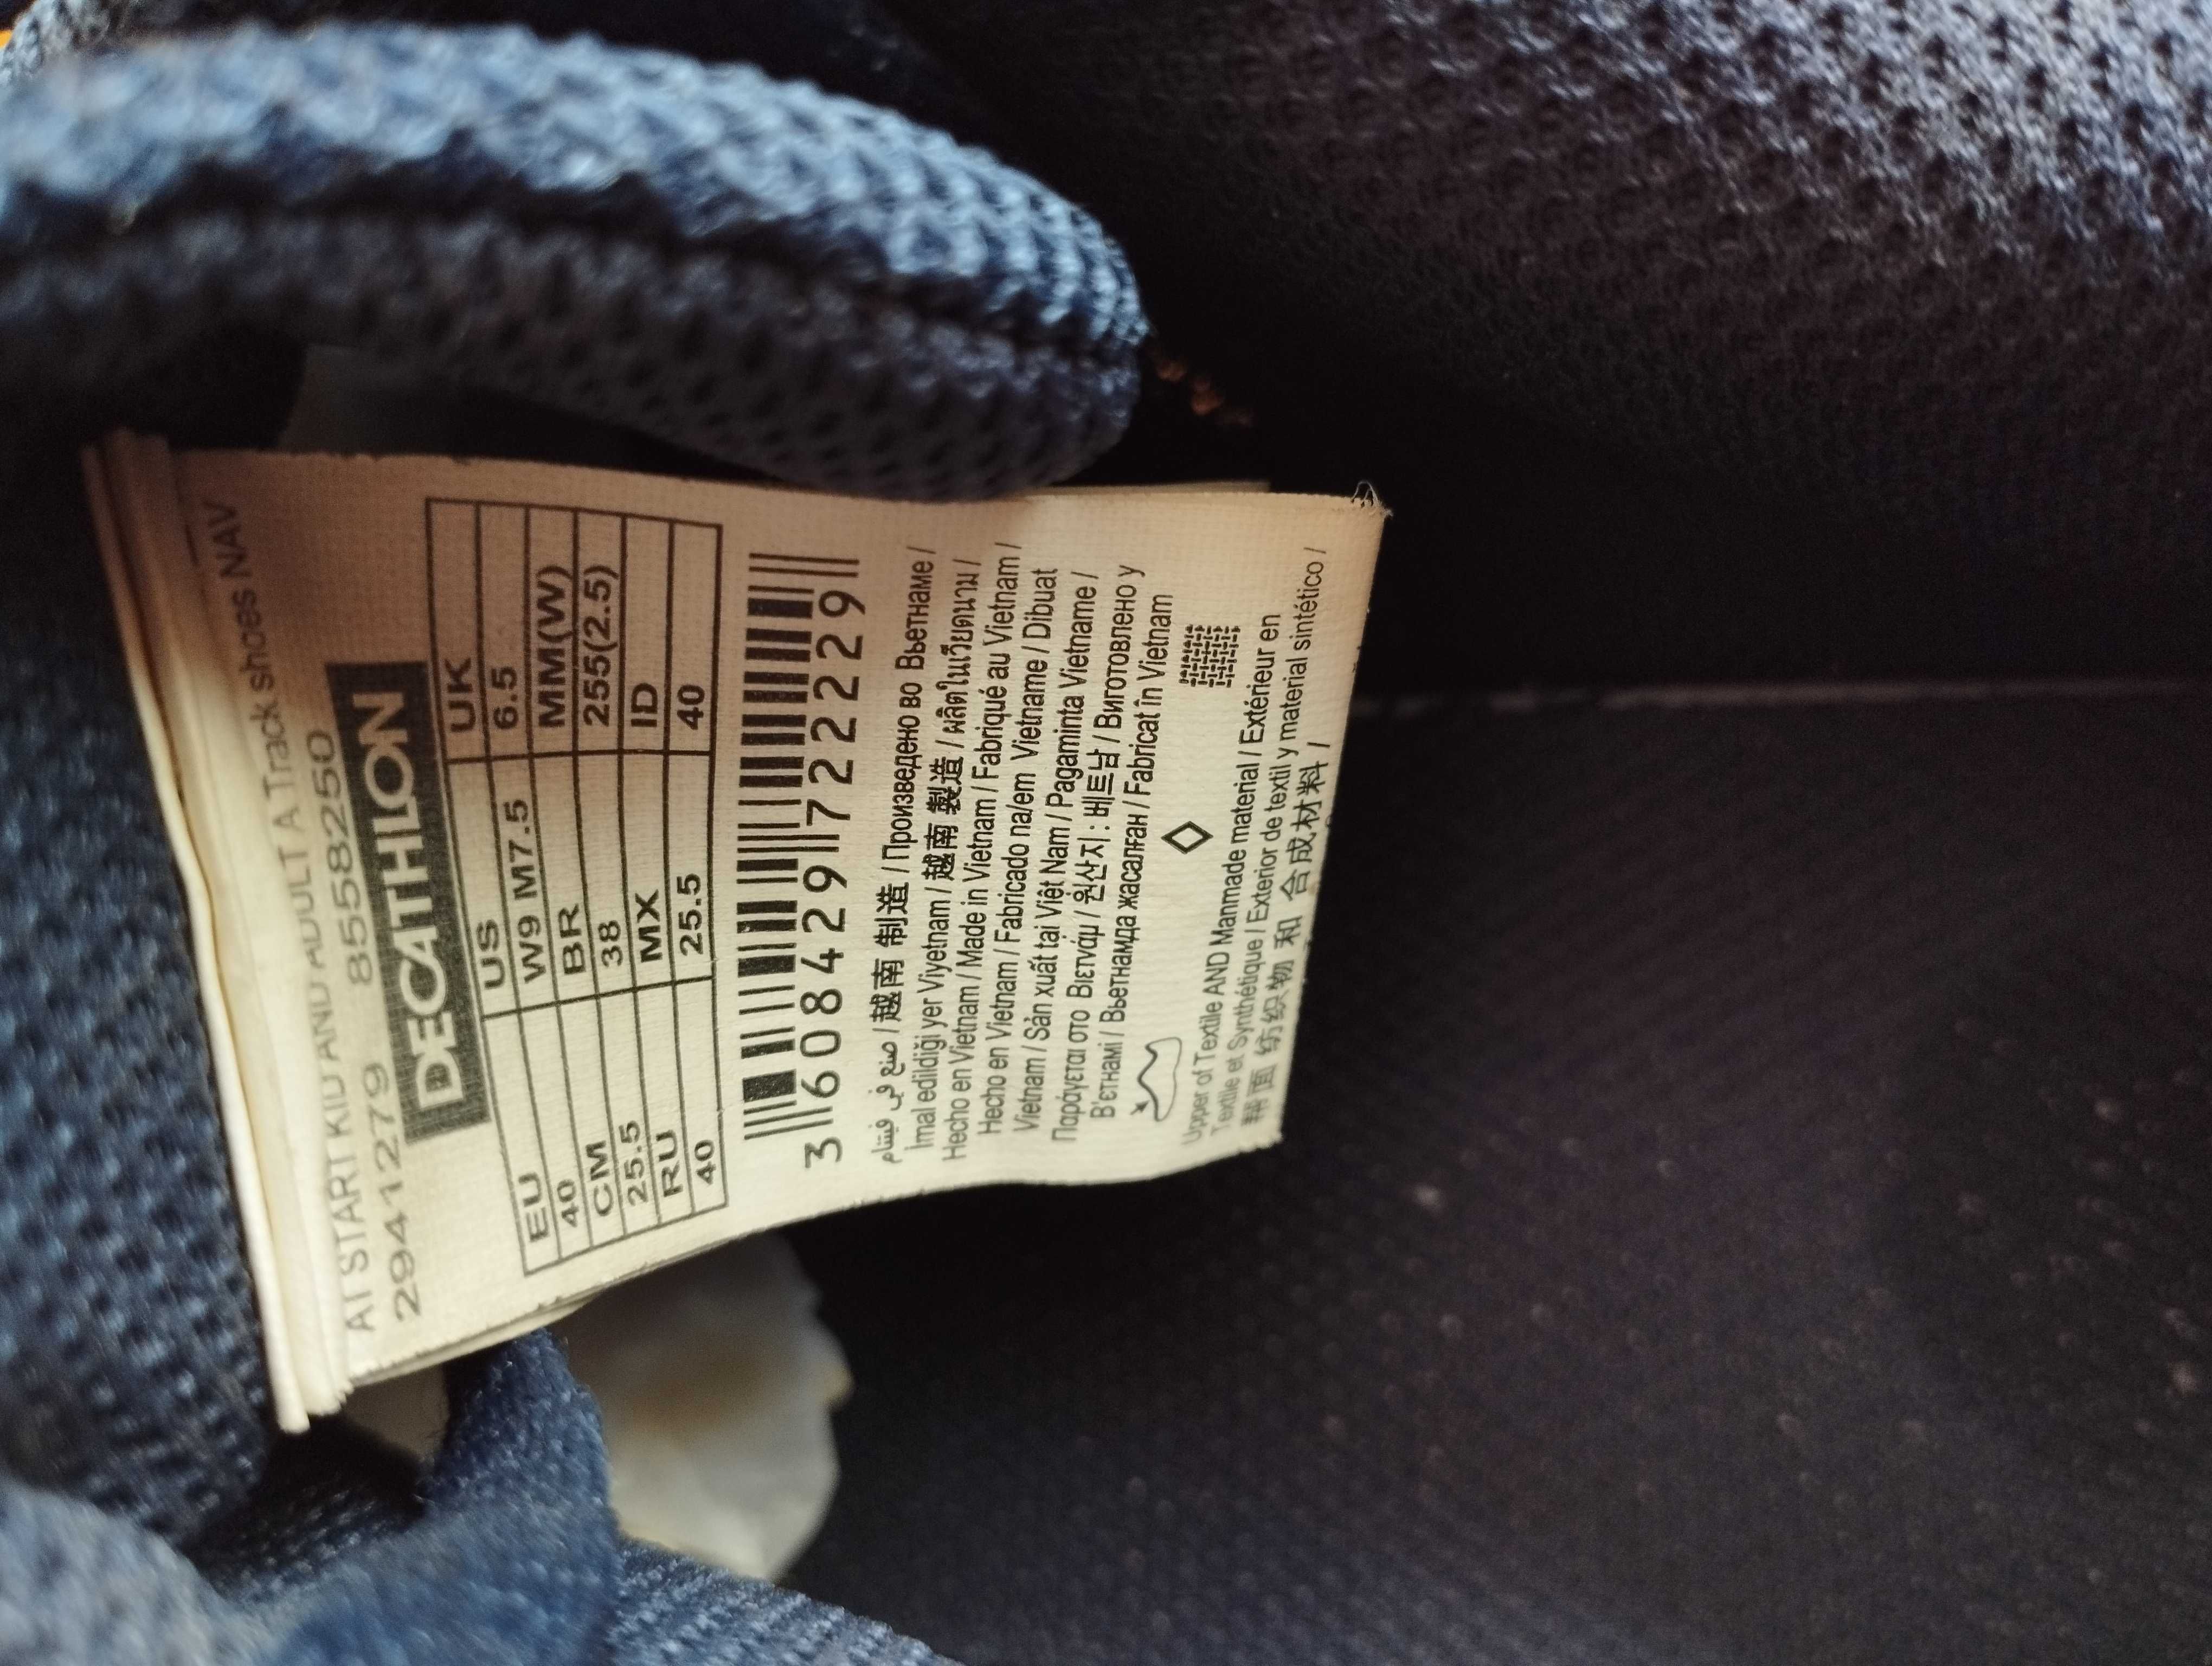 AT START KID AND ADULT A Track shoes NAV
2941279 8558250
DECATHLON
EU US UK
40 W9 M7.5 6.5
CM BR MM(W)
25.5 38 255(2.5)
RU MX ID
40 25.5 40
3 608429 722229
صنع في فيتنام / 越南 制造 / Произведено во Вьетнаме /
İmal edildiği yer Viyetnam / 越南 製造 / ผลิตในเวียดนาม /
Hecho en Vietnam / Made in Vietnam / Fabriqué au Vietnam /
Hecho en Vietnam / Fabricado na/em Vietname / Dibuat
Vietnam / Sản xuất tại Việt Nam / Pagaminta Vietname /
Παράγεται στο Βιετνάμ / 원산지: 베트남 / Виготовлено у
В'єтнамі / Вьетнамда жасалған / Fabricat în Vietnam
Upper of Textile AND Manmade material / Extérieur en
Textile et Synthétique / Exterior de textil y material sintético /
帮面 纺织物 和 合成材料 /